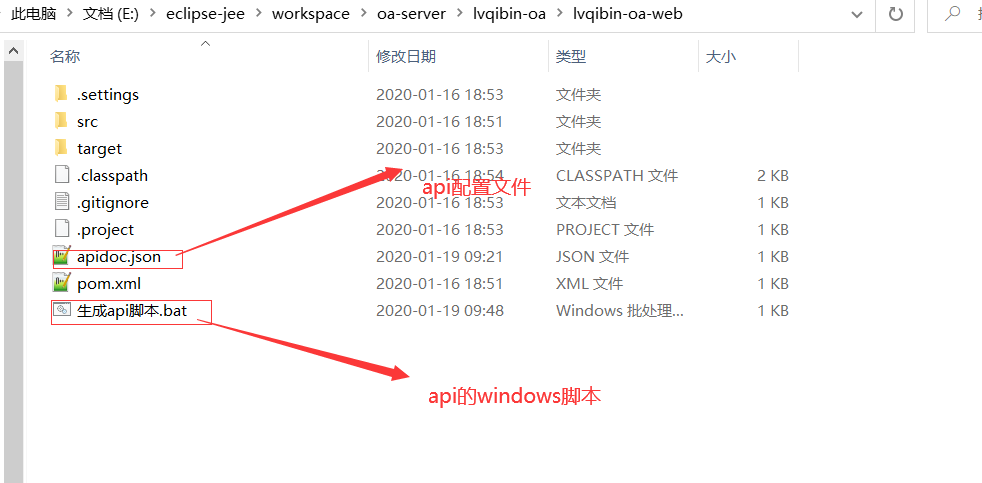 此电脑 > 文档 (E:) > eclipse-jee > workspace > oa-server > lvqibin-oa > lvqibin-oa-web
名称 修改日期 类型 大小
.settings 2020-01-16 18:53 文件夹
src 2020-01-16 18:51 文件夹
target 2020-01-16 18:53 文件夹
.classpath 2020-01-16 18:54 CLASSPATH 文件 2 KB
api配置文件
.gitignore 2020-01-16 18:53 文本文档 1 KB
.project 2020-01-16 18:53 PROJECT 文件 1 KB
apidoc.json 2020-01-19 09:21 JSON 文件 1 KB
pom.xml 2020-01-16 18:51 XML 文件 1 KB
生成api脚本.bat 2020-01-19 09:48 Windows 批处理... 1 KB
api的windows脚本